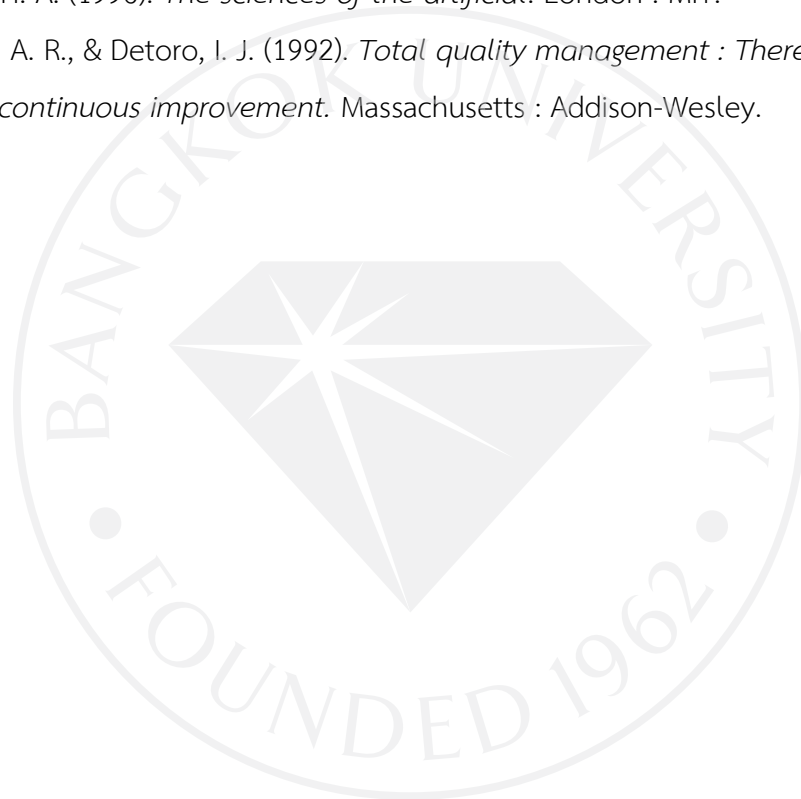 H. A. The sciences of the artificial. London : MIT.
A. R., & Detoro, I. J. (1992). Total quality management : There
continuous improvement. Massachusetts : Addison-Wesley.
BANGKOK UNIVERSITY
FOUNDED 1962